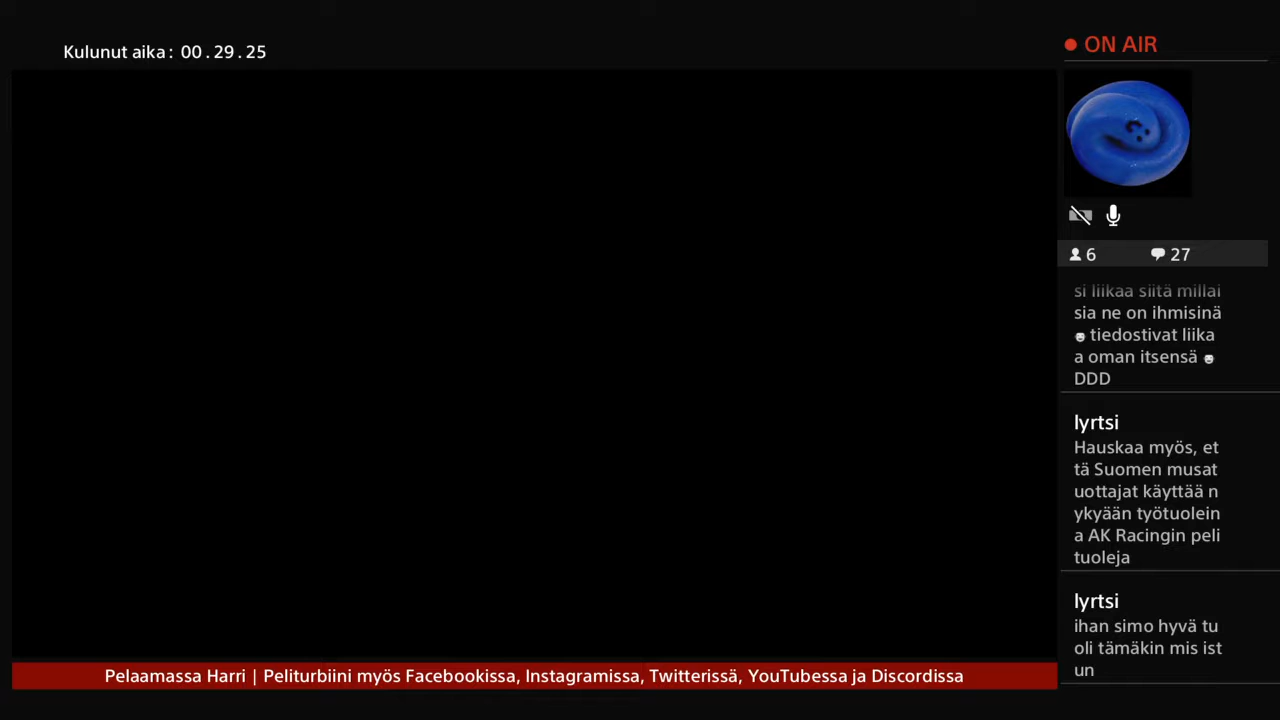 Kulunut aika: 00.29.25
ON AIR
6 27
si liikaa siitä millai
sia ne on ihmisinä
tiedostivat liika
a oman itsensä
DDD
lyrtsi
Hauskaa myös, et
tä Suomen musat
uottajat käyttää n
ykyään työtuolein
a AK Racingin peli
tuoleja
lyrtsi
ihan simo hyvä tu
oli tämäkin mis ist
un
Pelaamassa Harri | Peliturbiini myös Facebookissa, Instagramissa, Twitterissä, YouTubessa ja Discordissa